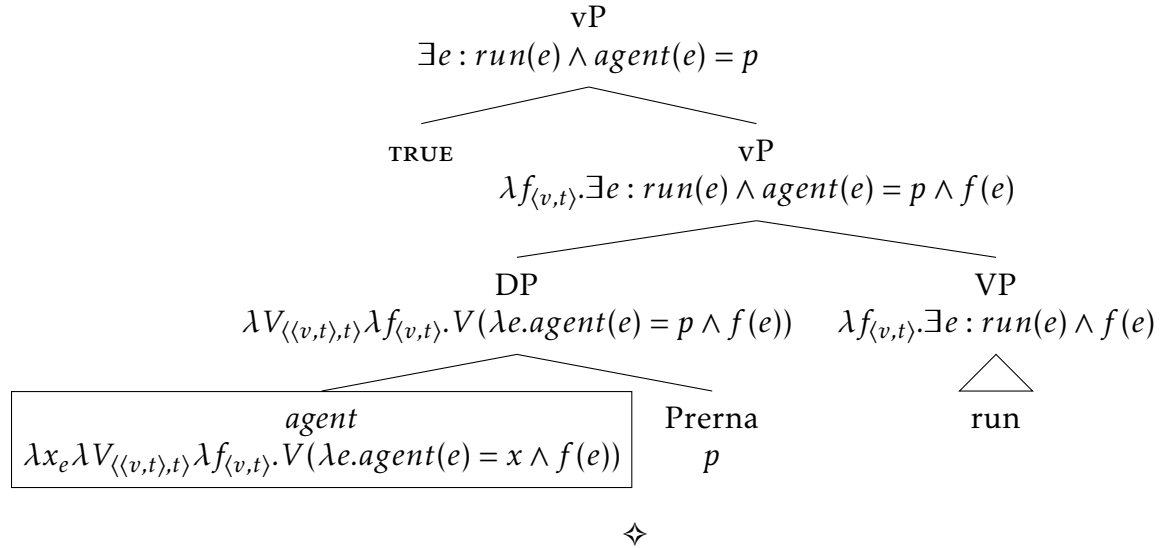 vP
∃e : run(e) ∧ agent(e) = p
TRUE vP
λf⟨v,t⟩.∃e : run(e) ∧ agent(e) = p ∧ f(e)
DP VP
λV⟨⟨v,t⟩,t⟩λf⟨v,t⟩.V(λe.agent(e) = p ∧ f(e)) λf⟨v,t⟩.∃e : run(e) ∧ f(e)
agent Prerna run
λxₑλV⟨⟨v,t⟩,t⟩λf⟨v,t⟩.V(λe.agent(e) = x ∧ f(e)) p